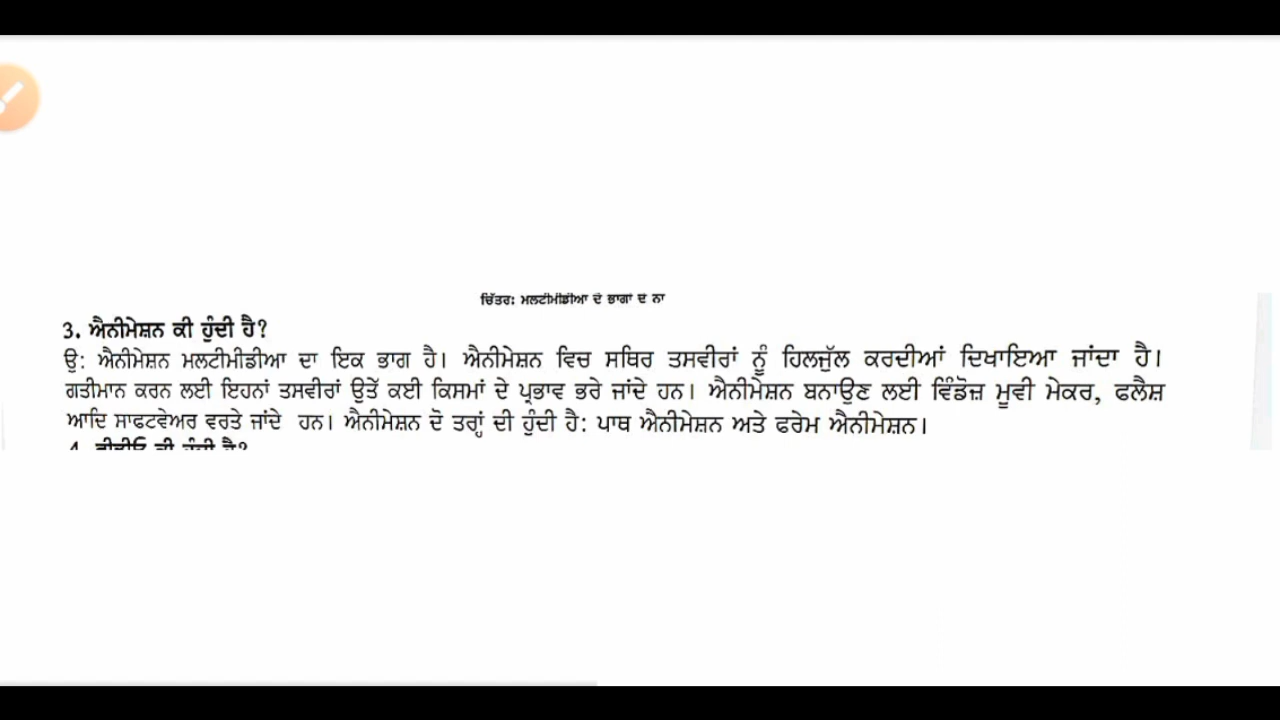 ਚਿੱਤਰ: ਮਲਟੀਮੀਡੀਆ ਦੇ ਭਾਗਾਂ ਦੇ ਨਾਂ
3. ਐਨੀਮੇਸ਼ਨ ਕੀ ਹੁੰਦੀ ਹੈ?
ਉ: ਐਨੀਮੇਸ਼ਨ ਮਲਟੀਮੀਡੀਆ ਦਾ ਇਕ ਭਾਗ ਹੈ। ਐਨੀਮੇਸ਼ਨ ਵਿਚ ਸਥਿਰ ਤਸਵੀਰਾਂ ਨੂੰ ਹਿਲਜੁੱਲ ਕਰਦੀਆਂ ਦਿਖਾਇਆ ਜਾਂਦਾ ਹੈ।
ਗਤੀਮਾਨ ਕਰਨ ਲਈ ਇਹਨਾਂ ਤਸਵੀਰਾਂ ਉਤੇੱ ਕਈ ਕਿਸਮਾਂ ਦੇ ਪ੍ਰਭਾਵ ਭਰੇ ਜਾਂਦੇ ਹਨ। ਐਨੀਮੇਸ਼ਨ ਬਨਾਉਣ ਲਈ ਵਿੰਡੋਜ਼ ਮੂਵੀ ਮੇਕਰ, ਫਲੈਸ਼
ਆਦਿ ਸਾਫਟਵੇਅਰ ਵਰਤੇ ਜਾਂਦੇ ਹਨ। ਐਨੀਮੇਸ਼ਨ ਦੋ ਤਰ੍ਹਾਂ ਦੀ ਹੁੰਦੀ ਹੈ: ਪਾਥ ਐਨੀਮੇਸ਼ਨ ਅਤੇ ਫਰੇਮ ਐਨੀਮੇਸ਼ਨ।
4. ਵੀਡੀਓ ਕੀ ਹੁੰਦੀ ਹੈ?